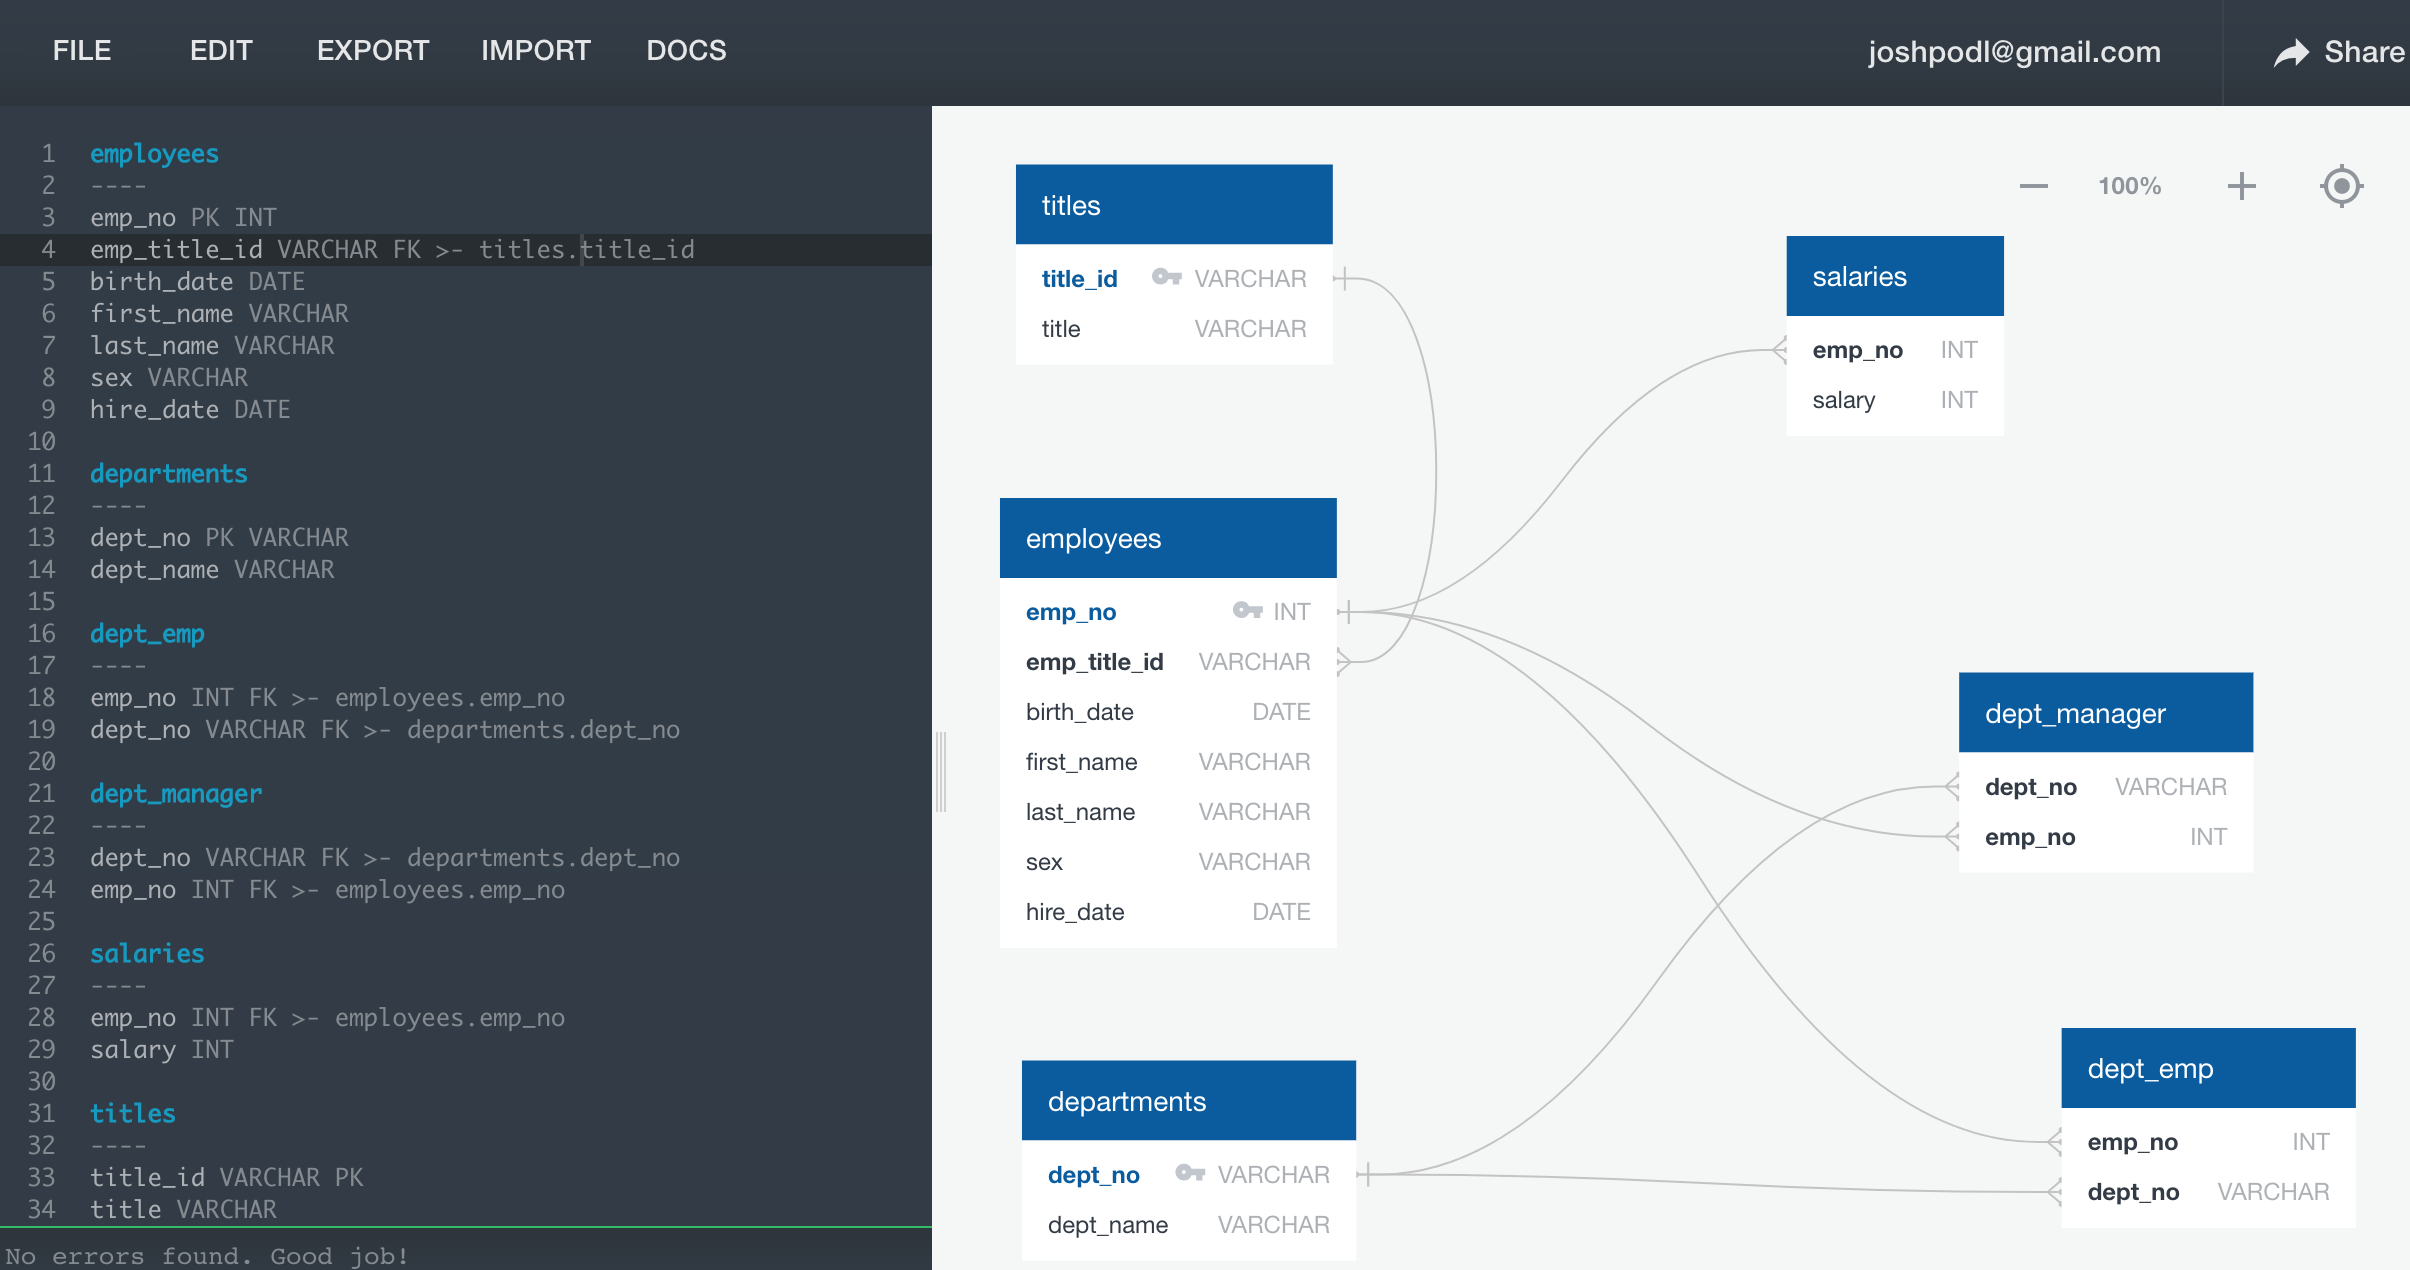 FILE EDIT EXPORT IMPORT DOCS joshpodl@gmail.com Share
1 employees
2 ----
3 emp_no PK INT
4 emp_title_id VARCHAR FK >- titles.title_id
5 birth_date DATE
6 first_name VARCHAR
7 last_name VARCHAR
8 sex VARCHAR
9 hire_date DATE
10
11 departments
12 ----
13 dept_no PK VARCHAR
14 dept_name VARCHAR
15
16 dept_emp
17 ----
18 emp_no INT FK >- employees.emp_no
19 dept_no VARCHAR FK >- departments.dept_no
20
21 dept_manager
22 ----
23 dept_no VARCHAR FK >- departments.dept_no
24 emp_no INT FK >- employees.emp_no
25
26 salaries
27 ----
28 emp_no INT FK >- employees.emp_no
29 salary INT
30
31 titles
32 ----
33 title_id VARCHAR PK
34 title VARCHAR
No errors found. Good job!
100%
titles
title_id VARCHAR
title VARCHAR
salaries
emp_no INT
salary INT
employees
emp_no INT
emp_title_id VARCHAR
birth_date DATE
first_name VARCHAR
last_name VARCHAR
sex VARCHAR
hire_date DATE
dept_manager
dept_no VARCHAR
emp_no INT
departments
dept_no VARCHAR
dept_name VARCHAR
dept_emp
emp_no INT
dept_no VARCHAR